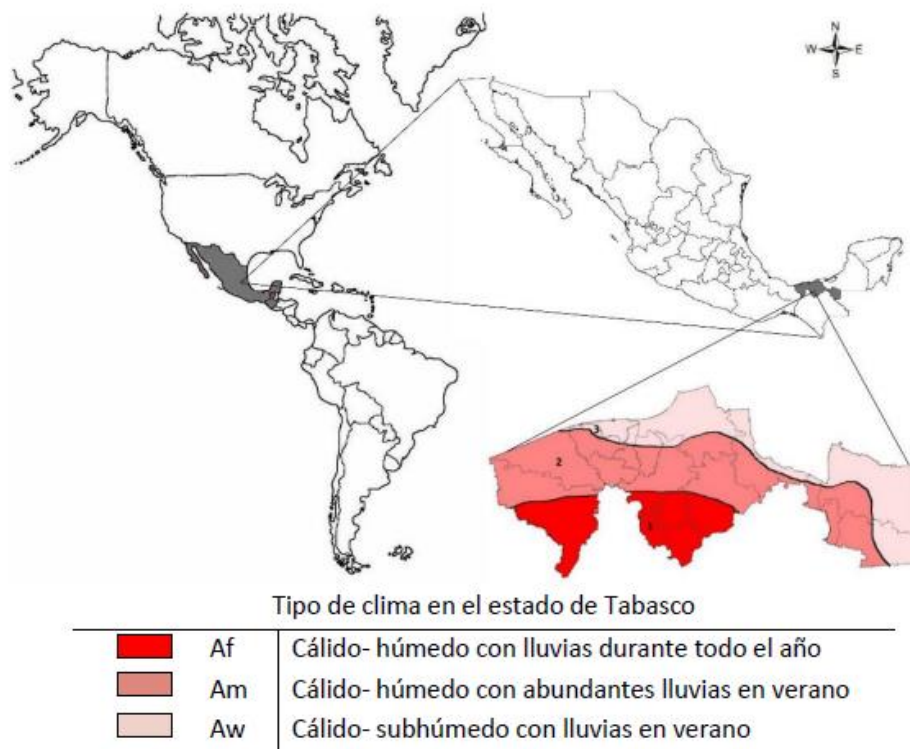 N
W E
S
3
2
1
Tipo de clima en el estado de Tabasco
Af Cálido- húmedo con lluvias durante todo el año
Am Cálido- húmedo con abundantes lluvias en verano
Aw Cálido- subhúmedo con lluvias en verano